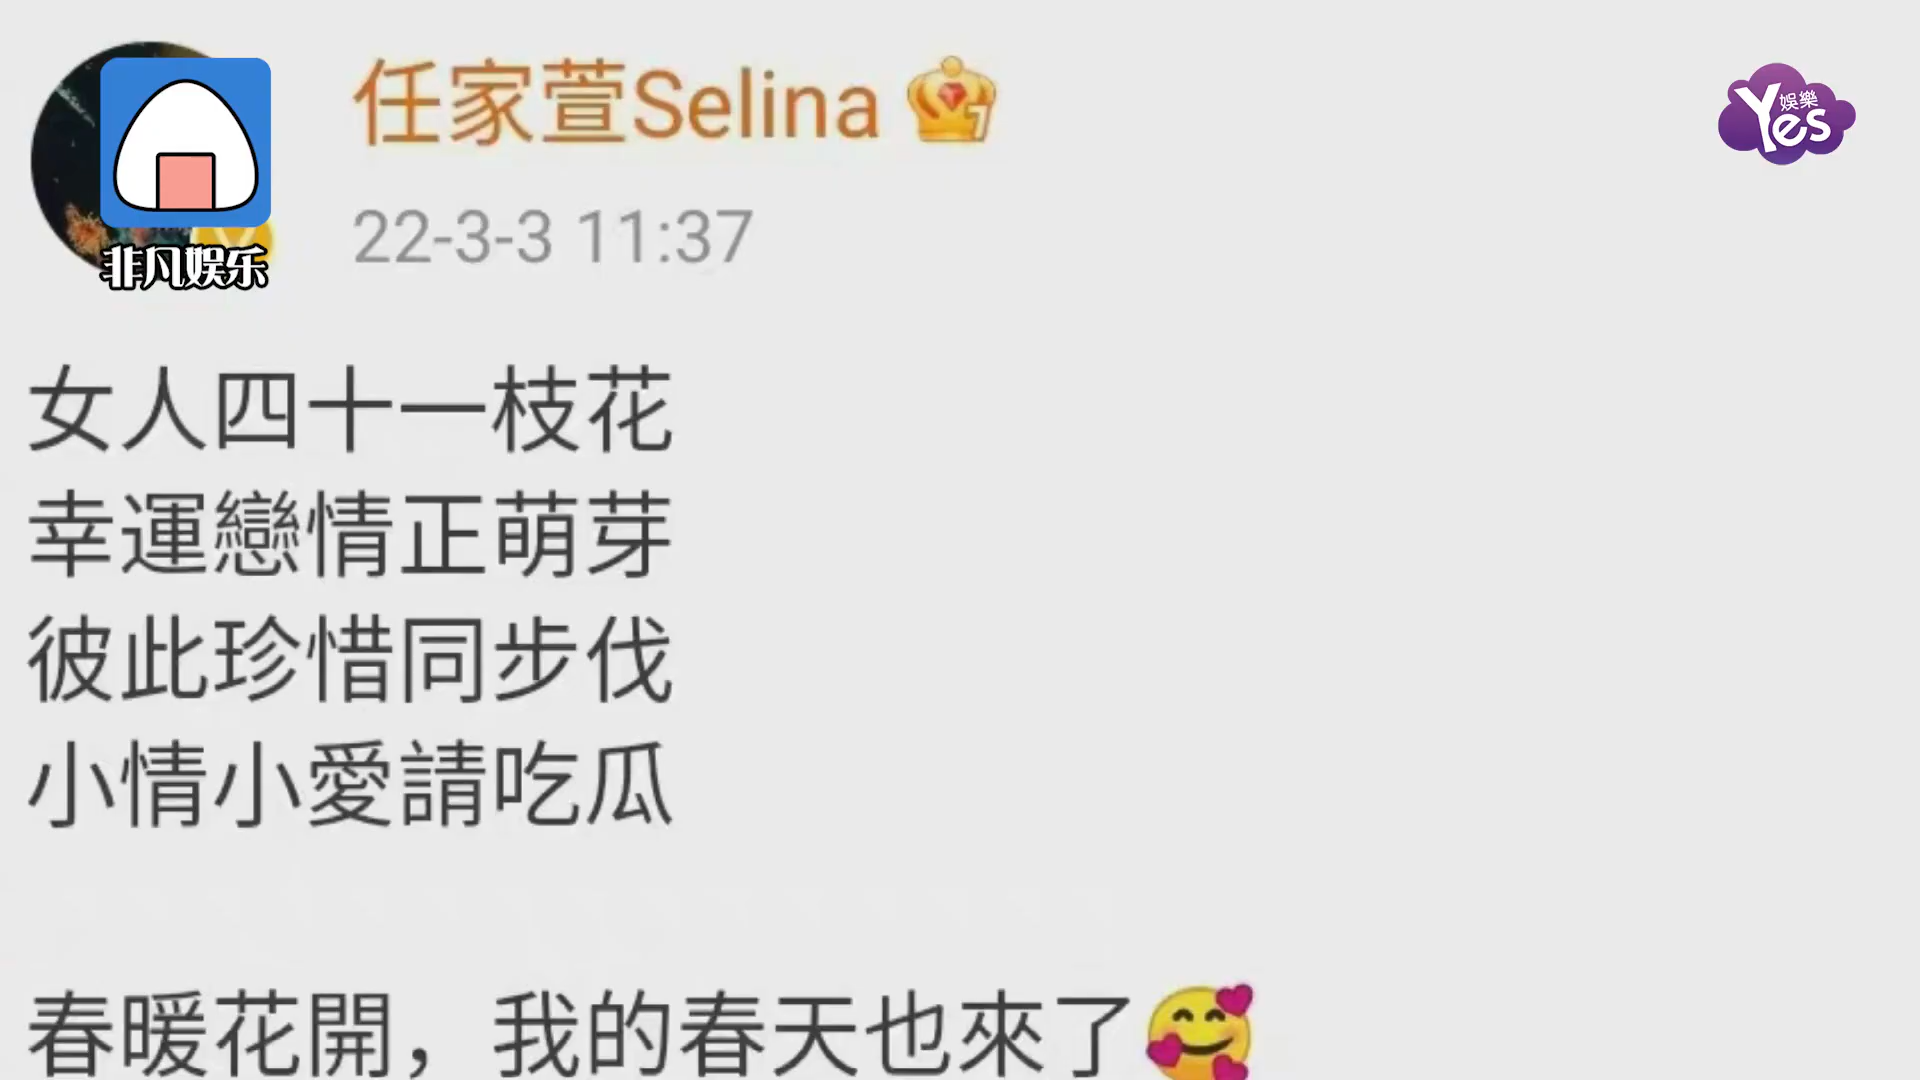 任家萱Selina
娛樂
Yes
22-3-3 11:37
非凡娱乐
女人四十一枝花
幸運戀情正萌芽
彼此珍惜同步伐
小情小愛請吃瓜
春暖花開，我的春天也來了🥰